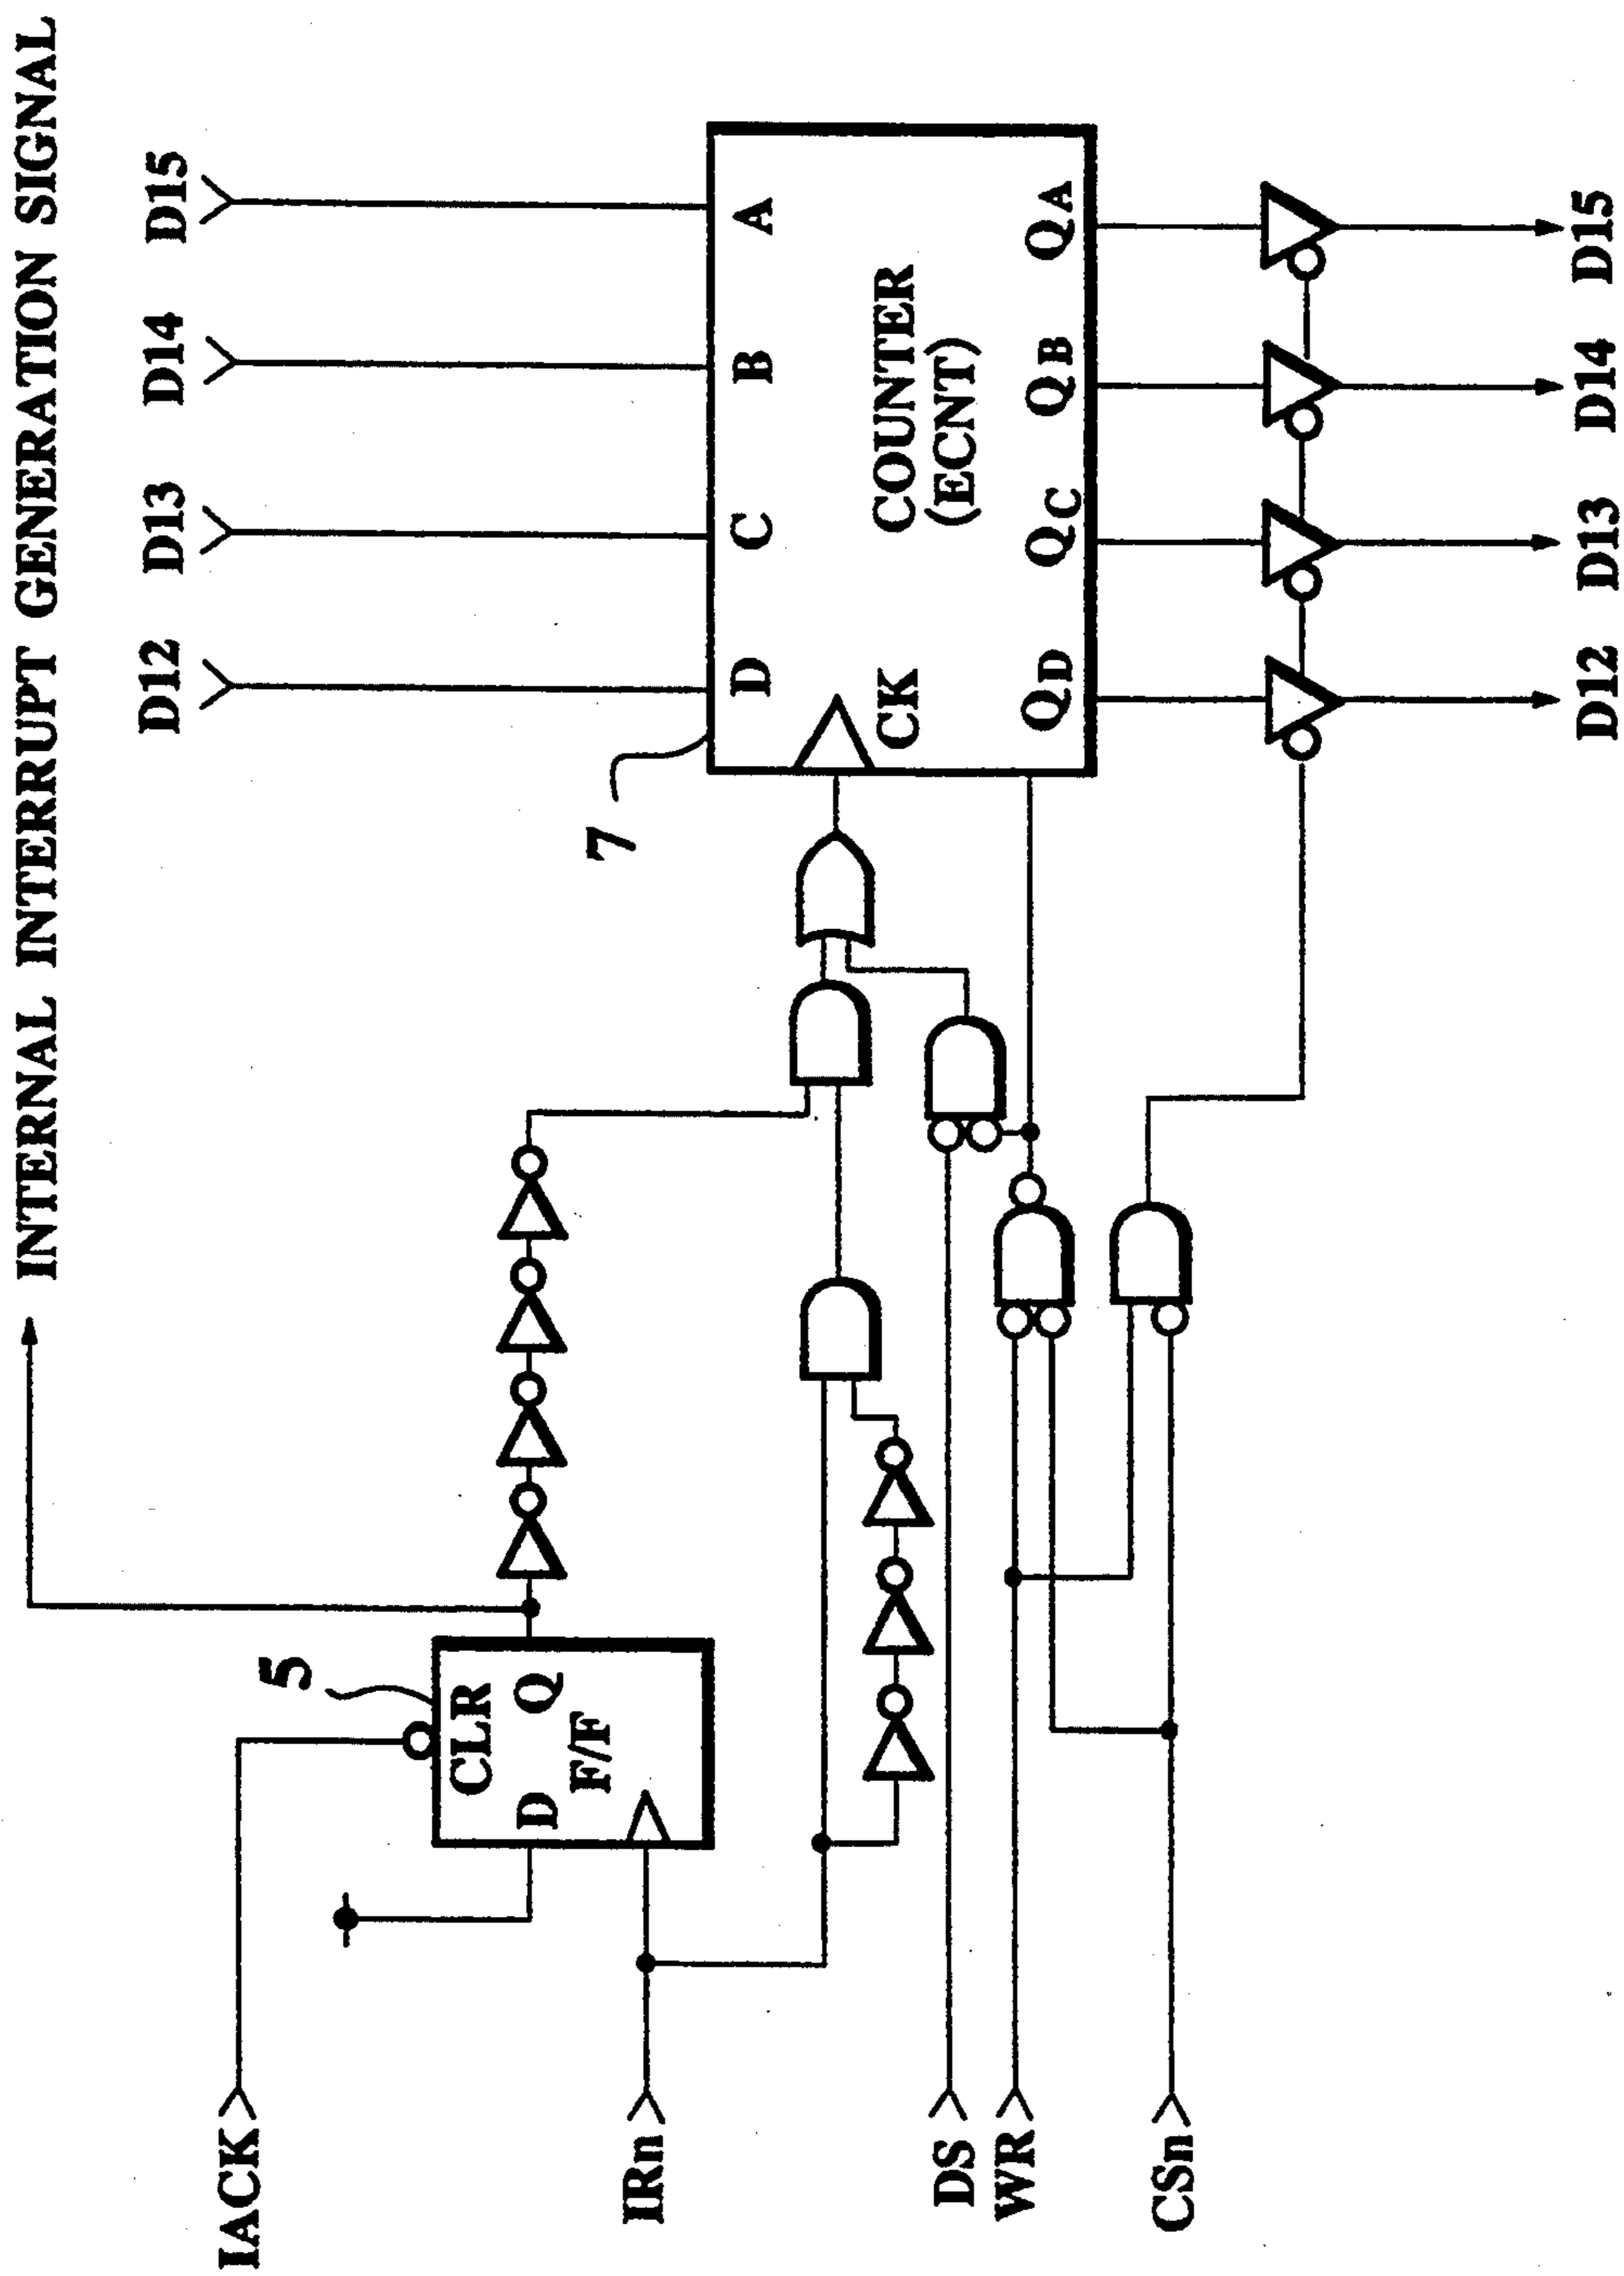 INTERNAL INTERRUPT GENERATION SIGNAL
D12 D13 D14 D15
IACK
5
CLR
D Q
F/F
7
D C B A
CK
COUNTER
(ECNT)
QD QC QB QA
IRn
DS
WR
CSn
D12 D13 D14 D15